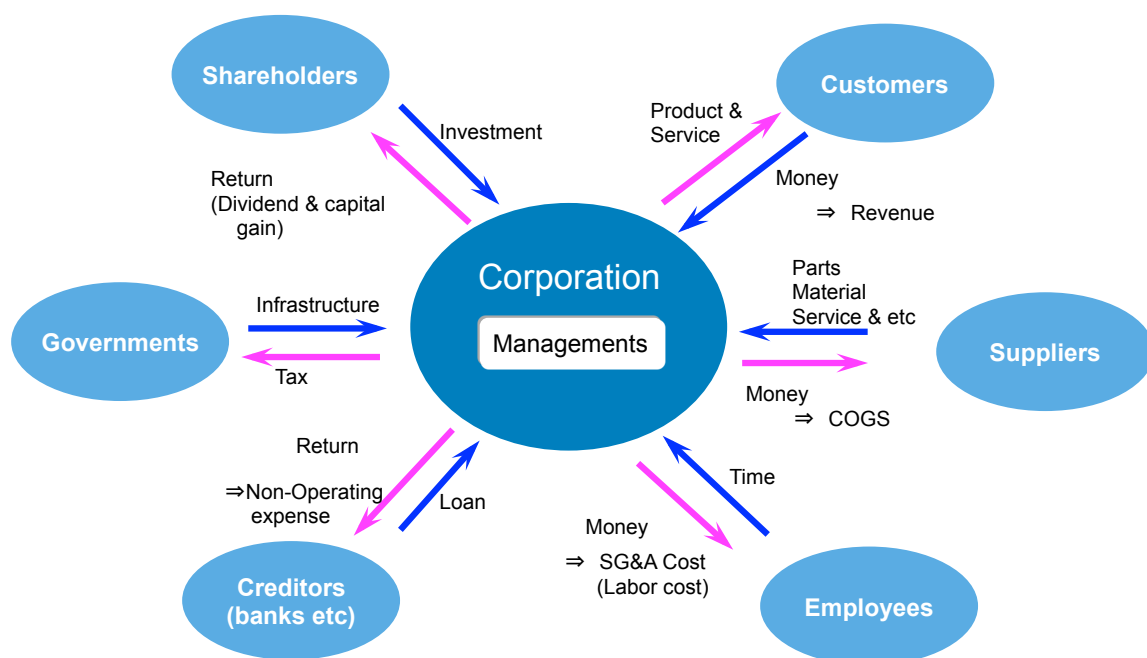 Shareholders
Customers
Investment
Product &
Service
Return
(Dividend & capital
gain)
Money
⇒ Revenue
Corporation
Managements
Parts
Material
Service & etc
Infrastructure
Governments
Tax
Suppliers
Money
⇒ COGS
Return
⇒Non-Operating
expense
Loan
Time
Money
⇒ SG&A Cost
(Labor cost)
Creditors
(banks etc)
Employees